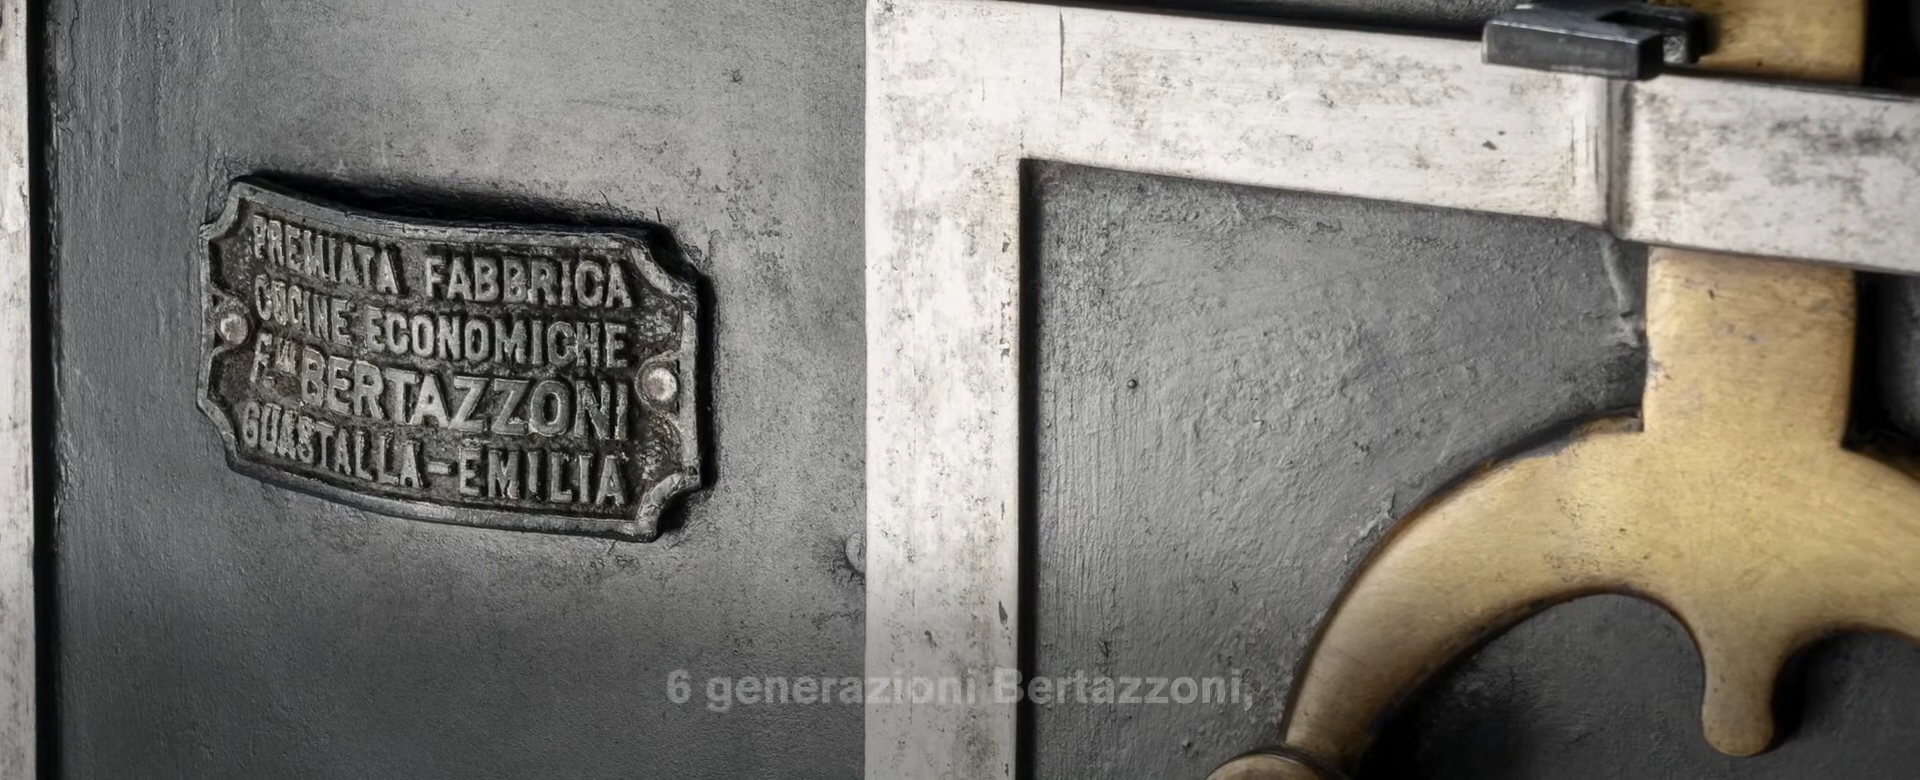 PREMIATA FABBRICA
CUCINE ECONOMICHE
F.LLI BERTAZZONI
GUASTALLA-EMILIA
6 generazioni Bertazzoni,